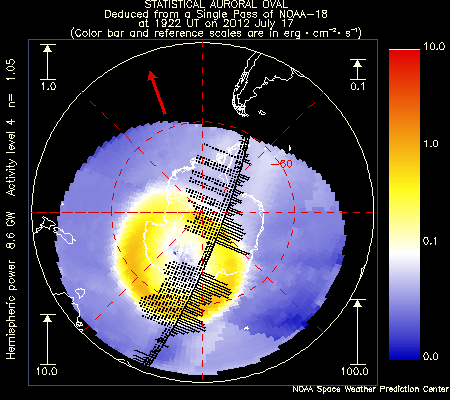 STATISTICAL AURORAL OVAL
Deduced from a Single Pass of NOAA-18
at 1922 UT on 2012 July 17
(Color bar and reference scales are in erg · cm⁻² · s⁻¹)
Hemispheric power 8.6 GW Activity level 4 n= 1.05
1.0
0.1
10.0
100.0
-60
10.0
1.0
0.1
0.0
NOAA Space Weather Prediction Center